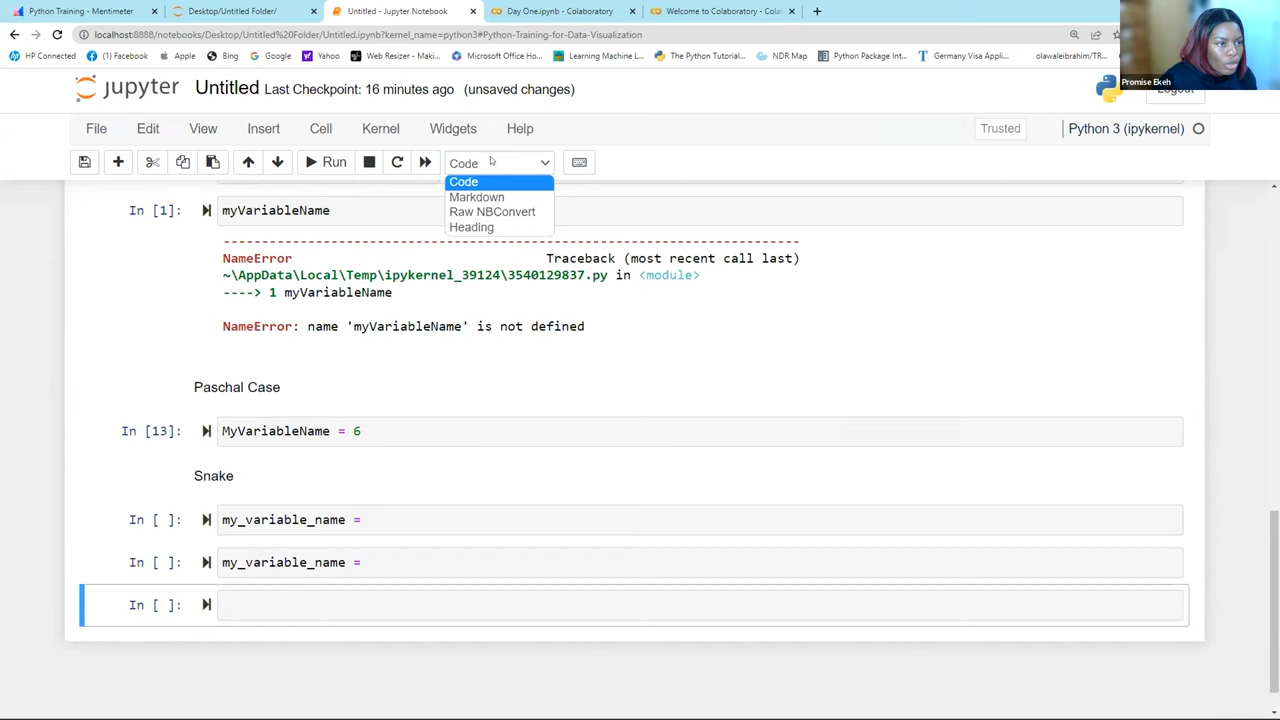 Python Training - Mentimeter
Desktop/Untitled Folder/
Untitled - Jupyter Notebook
Day One.ipynb - Colaboratory
Welcome to Colaboratory - Cola
localhost:8888/notebooks/Desktop/Untitled%20Folder/Untitled.ipynb?kernel_name=python3#Python-Training-for-Data-Visualization
HP Connected
(1) Facebook
Apple
Bing
Google
Yahoo
Web Resizer - Maki...
Microsoft Office Ho...
Learning Machine L...
The Python Tutorial...
NDR Map
Python Package Int...
Germany Visa Appli...
olawaleibrahim/TR
Promise Ekeh
jupyter
Untitled Last Checkpoint: 16 minutes ago (unsaved changes)
Logout
File Edit View Insert Cell Kernel Widgets Help
Trusted
Python 3 (ipykernel)
Run
Code
Code
Markdown
Raw NBConvert
Heading
In [1]: myVariableName
---------------------------------------------------------------------------
NameError Traceback (most recent call last)
~\AppData\Local\Temp\ipykernel_39124\3540129837.py in <module>
----> 1 myVariableName
NameError: name 'myVariableName' is not defined
Paschal Case
In [13]: MyVariableName = 6
Snake
In [ ]: my_variable_name =
In [ ]: my_variable_name =
In [ ]: